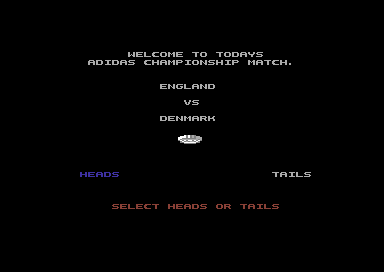 WELCOME TO TODAYS
ADIDAS CHAMPIONSHIP MATCH.
ENGLAND
VS
DENMARK
HEADS TAILS
SELECT HEADS OR TAILS